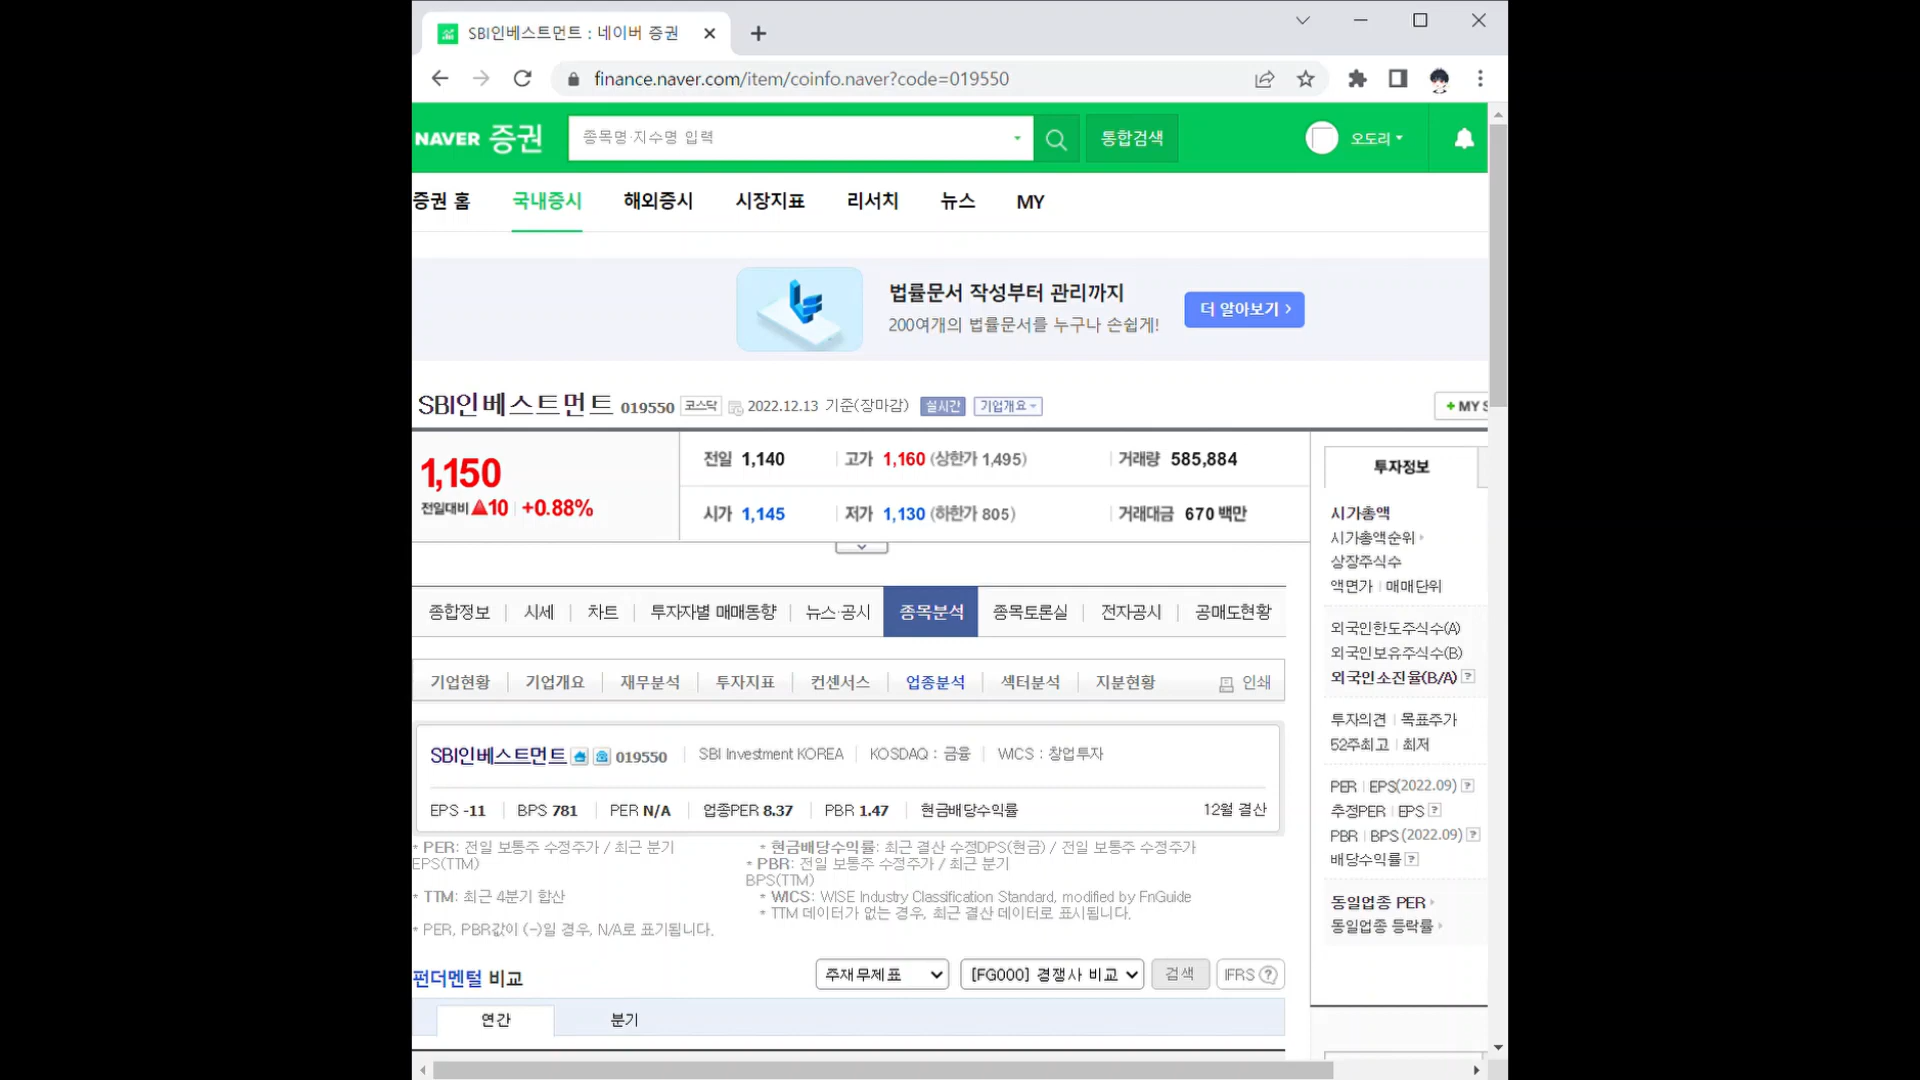 SBI인베스트먼트 : 네이버 증권
finance.naver.com/item/coinfo.naver?code=019550
NAVER 증권
종목명·지수명 입력
통합검색
오도리
증권 홈 국내증시 해외증시 시장지표 리서치 뉴스 MY
법률문서 작성부터 관리까지
200여개의 법률문서를 누구나 손쉽게!
더 알아보기 >
SBI인베스트먼트 019550 코스닥 2022.12.13 기준(장마감) 실시간 기업개요
+ MY S
1,150
전일대비 ▲10 +0.88%
전일 1,140 고가 1,160 (상한가 1,495) 거래량 585,884
시가 1,145 저가 1,130 (하한가 805) 거래대금 670 백만
투자정보
시가총액
시가총액순위
상장주식수
액면가 매매단위
외국인한도주식수(A)
외국인보유주식수(B)
외국인소진율(B/A) ?
투자의견 목표주가
52주최고 최저
PER EPS(2022.09) ?
추정PER EPS ?
PBR BPS (2022.09) ?
배당수익률 ?
동일업종 PER
동일업종 등락률
종합정보 시세 차트 투자자별 매매동향 뉴스·공시 종목분석 종목토론실 전자공시 공매도현황
기업현황 기업개요 재무분석 투자지표 컨센서스 업종분석 섹터분석 지분현황 인쇄
SBI인베스트먼트 019550 SBI Investment KOREA KOSDAQ : 금융 WICS : 창업투자
EPS -11 BPS 781 PER N/A 업종PER 8.37 PBR 1.47 현금배당수익률 12월 결산
* PER: 전일 보통주 수정주가 / 최근 분기
EPS(TTM)
* TTM: 최근 4분기 합산
* PER, PBR값이 (-)일 경우, N/A로 표기됩니다.
* 현금배당수익률: 최근 결산 수정DPS(현금) / 전일 보통주 수정주가
* PBR: 전일 보통주 수정주가 / 최근 분기
BPS(TTM)
* WICS: WISE Industry Classification Standard, modified by FnGuide
* TTM 데이터가 없는 경우, 최근 결산 데이터로 표시됩니다.
펀더멘털 비교
주재무제표 [FG000] 경쟁사 비교 검색 IFRS ?
연간 분기